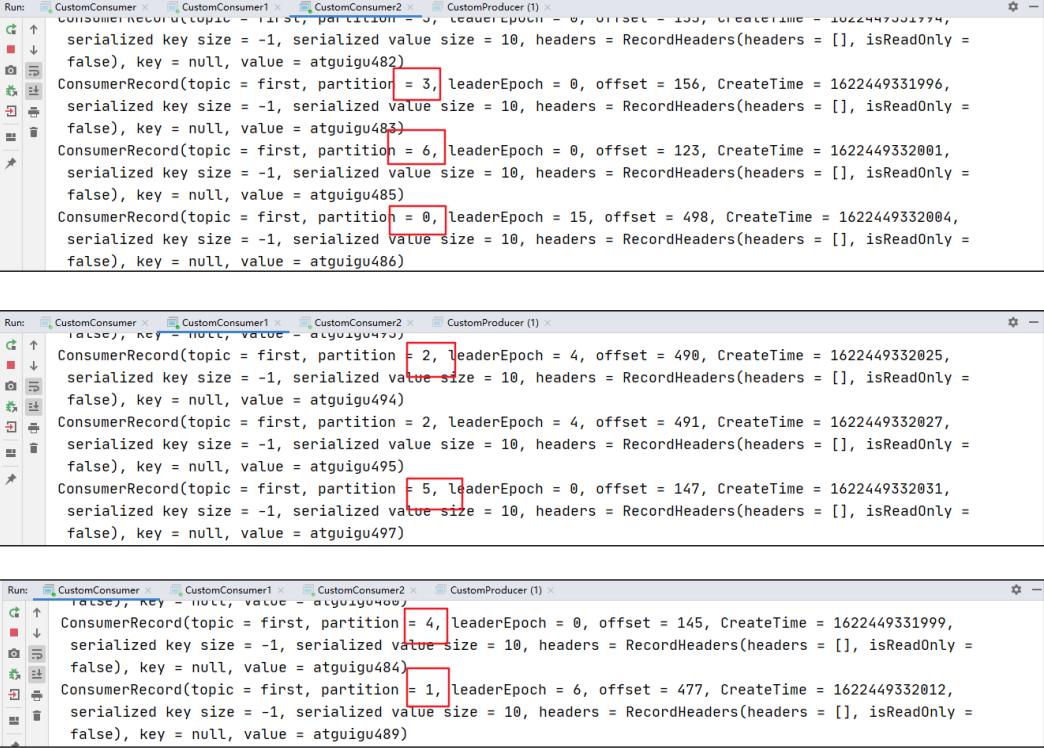 Run: CustomConsumer × CustomConsumer1 × CustomConsumer2 × CustomProducer (1) ×
ConsumerRecord(topic = first, partition = 3, leaderEpoch = 0, offset = 155, CreateTime = 1622449331994,
serialized key size = -1, serialized value size = 10, headers = RecordHeaders(headers = [], isReadOnly =
false), key = null, value = atguigu482)
ConsumerRecord(topic = first, partition = 3, leaderEpoch = 0, offset = 156, CreateTime = 1622449331996,
serialized key size = -1, serialized value size = 10, headers = RecordHeaders(headers = [], isReadOnly =
false), key = null, value = atguigu483)
ConsumerRecord(topic = first, partition = 6, leaderEpoch = 0, offset = 123, CreateTime = 1622449332001,
serialized key size = -1, serialized value size = 10, headers = RecordHeaders(headers = [], isReadOnly =
false), key = null, value = atguigu485)
ConsumerRecord(topic = first, partition = 0, leaderEpoch = 15, offset = 498, CreateTime = 1622449332004,
serialized key size = -1, serialized value size = 10, headers = RecordHeaders(headers = [], isReadOnly =
false), key = null, value = atguigu486)
Run: CustomConsumer × CustomConsumer1 × CustomConsumer2 × CustomProducer (1) ×
false), key = null, value = atguigu493)
ConsumerRecord(topic = first, partition = 2, leaderEpoch = 4, offset = 490, CreateTime = 1622449332025,
serialized key size = -1, serialized value size = 10, headers = RecordHeaders(headers = [], isReadOnly =
false), key = null, value = atguigu494)
ConsumerRecord(topic = first, partition = 2, leaderEpoch = 4, offset = 491, CreateTime = 1622449332027,
serialized key size = -1, serialized value size = 10, headers = RecordHeaders(headers = [], isReadOnly =
false), key = null, value = atguigu495)
ConsumerRecord(topic = first, partition = 5, leaderEpoch = 0, offset = 147, CreateTime = 1622449332031,
serialized key size = -1, serialized value size = 10, headers = RecordHeaders(headers = [], isReadOnly =
false), key = null, value = atguigu497)
Run: CustomConsumer × CustomConsumer1 × CustomConsumer2 × CustomProducer (1) ×
false), key = null, value = atguigu480)
ConsumerRecord(topic = first, partition = 4, leaderEpoch = 0, offset = 145, CreateTime = 1622449331999,
serialized key size = -1, serialized value size = 10, headers = RecordHeaders(headers = [], isReadOnly =
false), key = null, value = atguigu484)
ConsumerRecord(topic = first, partition = 1, leaderEpoch = 6, offset = 477, CreateTime = 1622449332012,
serialized key size = -1, serialized value size = 10, headers = RecordHeaders(headers = [], isReadOnly =
false), key = null, value = atguigu489)